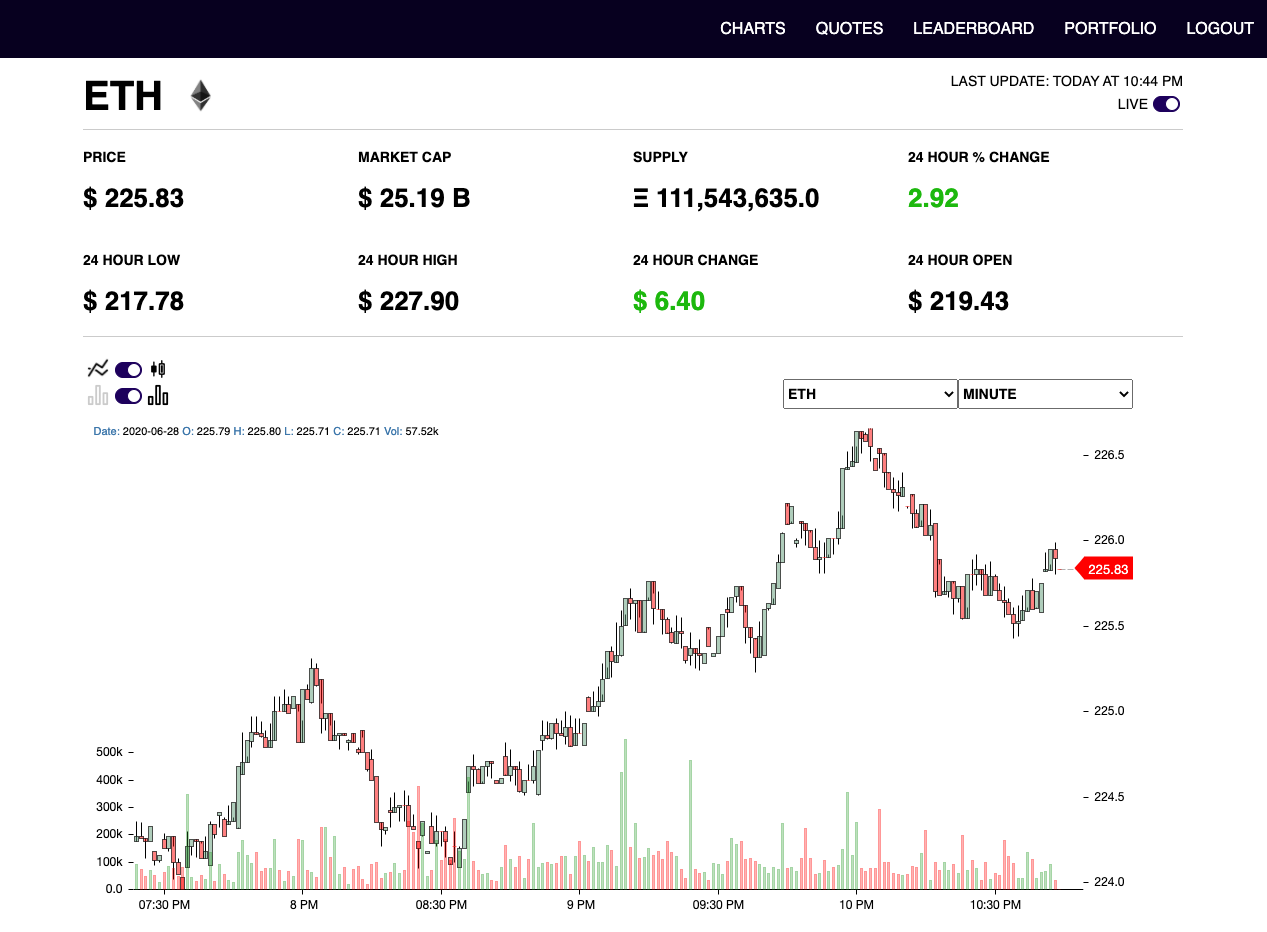 CHARTS QUOTES LEADERBOARD PORTFOLIO LOGOUT
ETH
LAST UPDATE: TODAY AT 10:44 PM
LIVE
PRICE MARKET CAP SUPPLY 24 HOUR % CHANGE
$ 225.83 $ 25.19 B Ξ 111,543,635.0 2.92
24 HOUR LOW 24 HOUR HIGH 24 HOUR CHANGE 24 HOUR OPEN
$ 217.78 $ 227.90 $ 6.40 $ 219.43
ETH MINUTE
Date: 2020-06-28 O: 225.79 H: 225.80 L: 225.71 C: 225.71 Vol: 57.52k
226.5
226.0
225.83
225.5
225.0
500k
400k
224.5
300k
200k
100k
224.0
0.0
07:30 PM 8 PM 08:30 PM 9 PM 09:30 PM 10 PM 10:30 PM